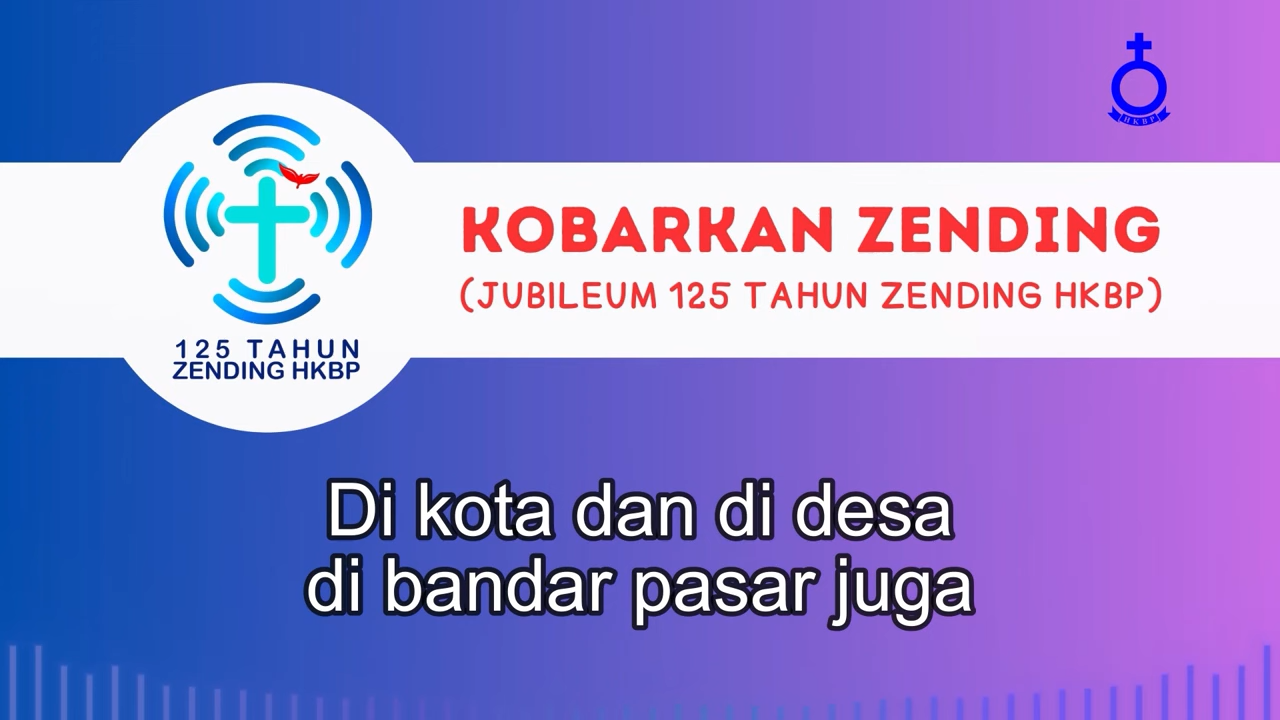 HKBP
KOBARKAN ZENDING
(JUBILEUM 125 TAHUN ZENDING HKBP)
125 TAHUN
ZENDING HKBP
Di kota dan di desa
di bandar pasar juga